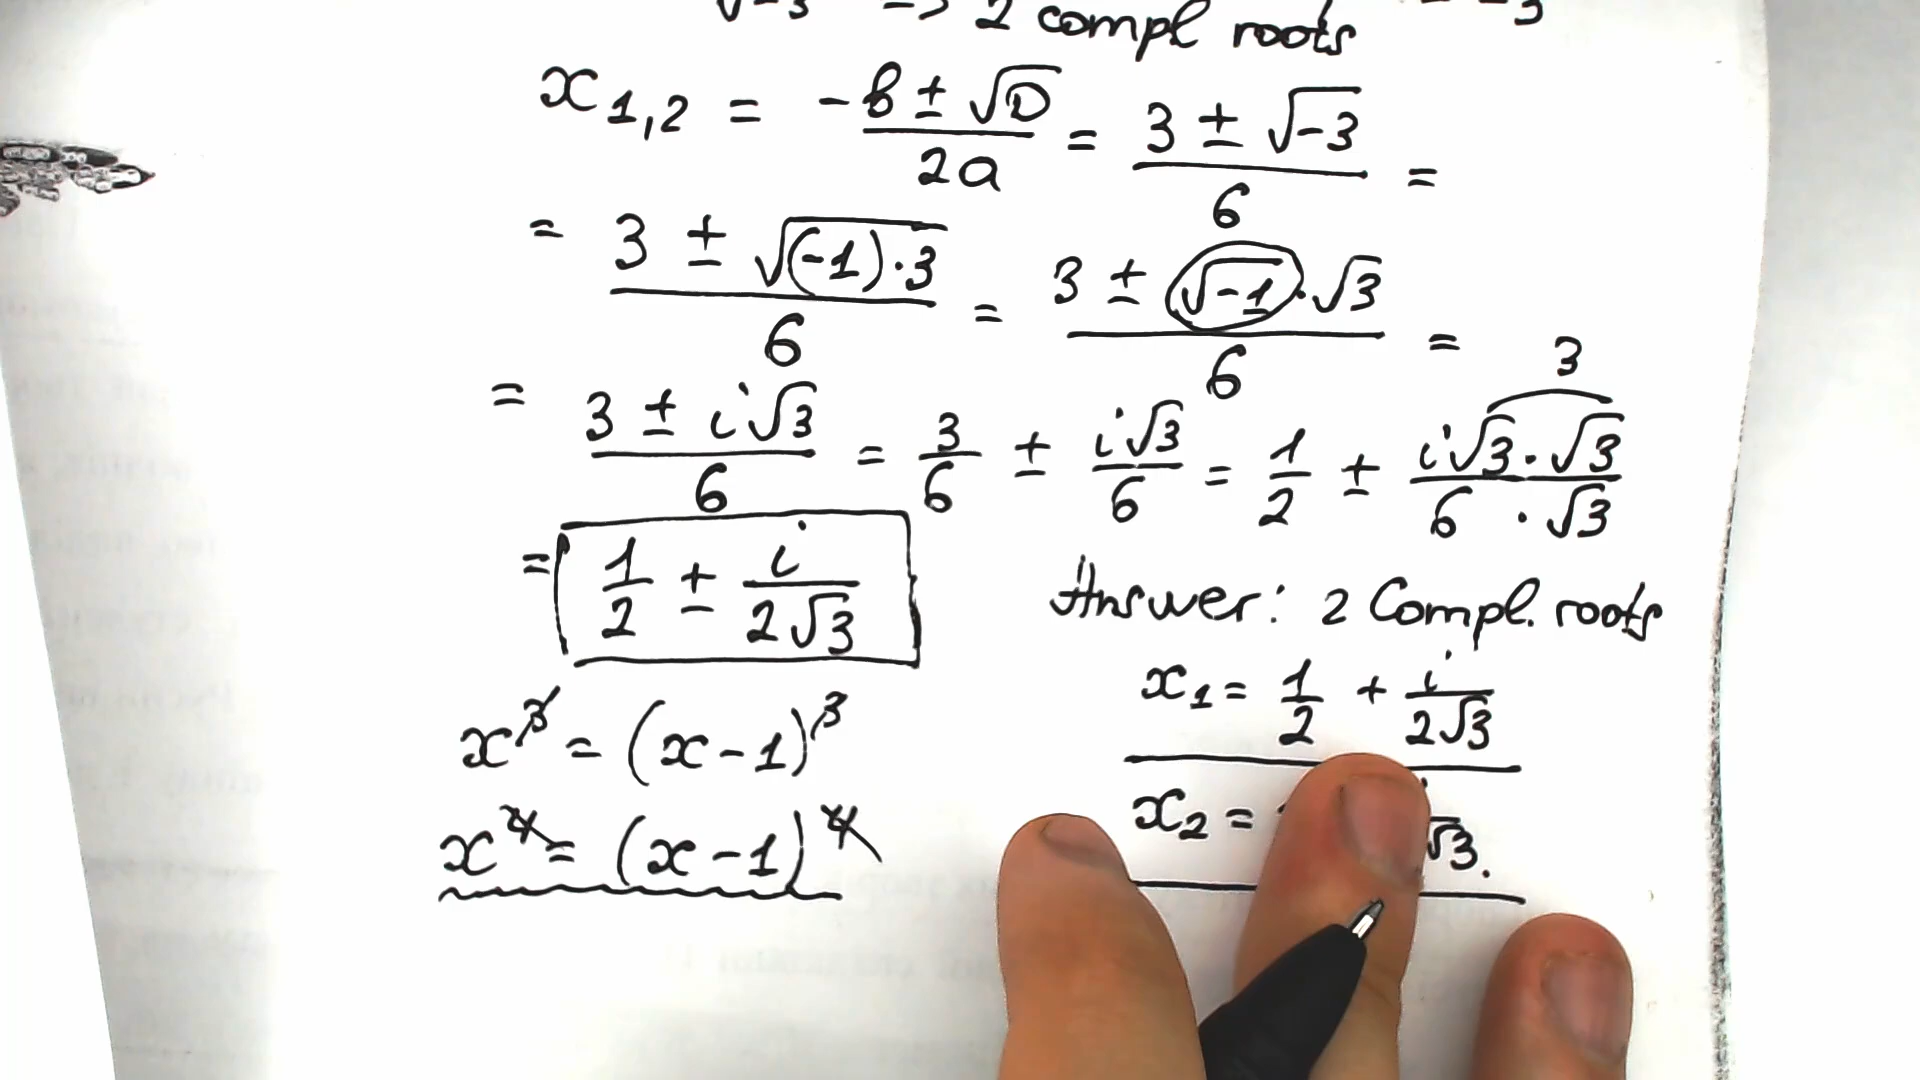 √-3 => 2 compl roots = -3
x1,2 = -b ± √D / 2a = 3 ± √-3 / 6 =
= 3 ± √(-1)·3 / 6 = 3 ± √-1·√3 / 6 =
= 3 ± i√3 / 6 = 3/6 ± i√3/6 = 1/2 ± i√3·√3 / 6·√3
3
= 1/2 ± i/2√3
Answer: 2 Compl. roots
x1 = 1/2 + i/2√3
x2 = √3.
x³ = (x-1)³
x⁴ = (x-1)⁴